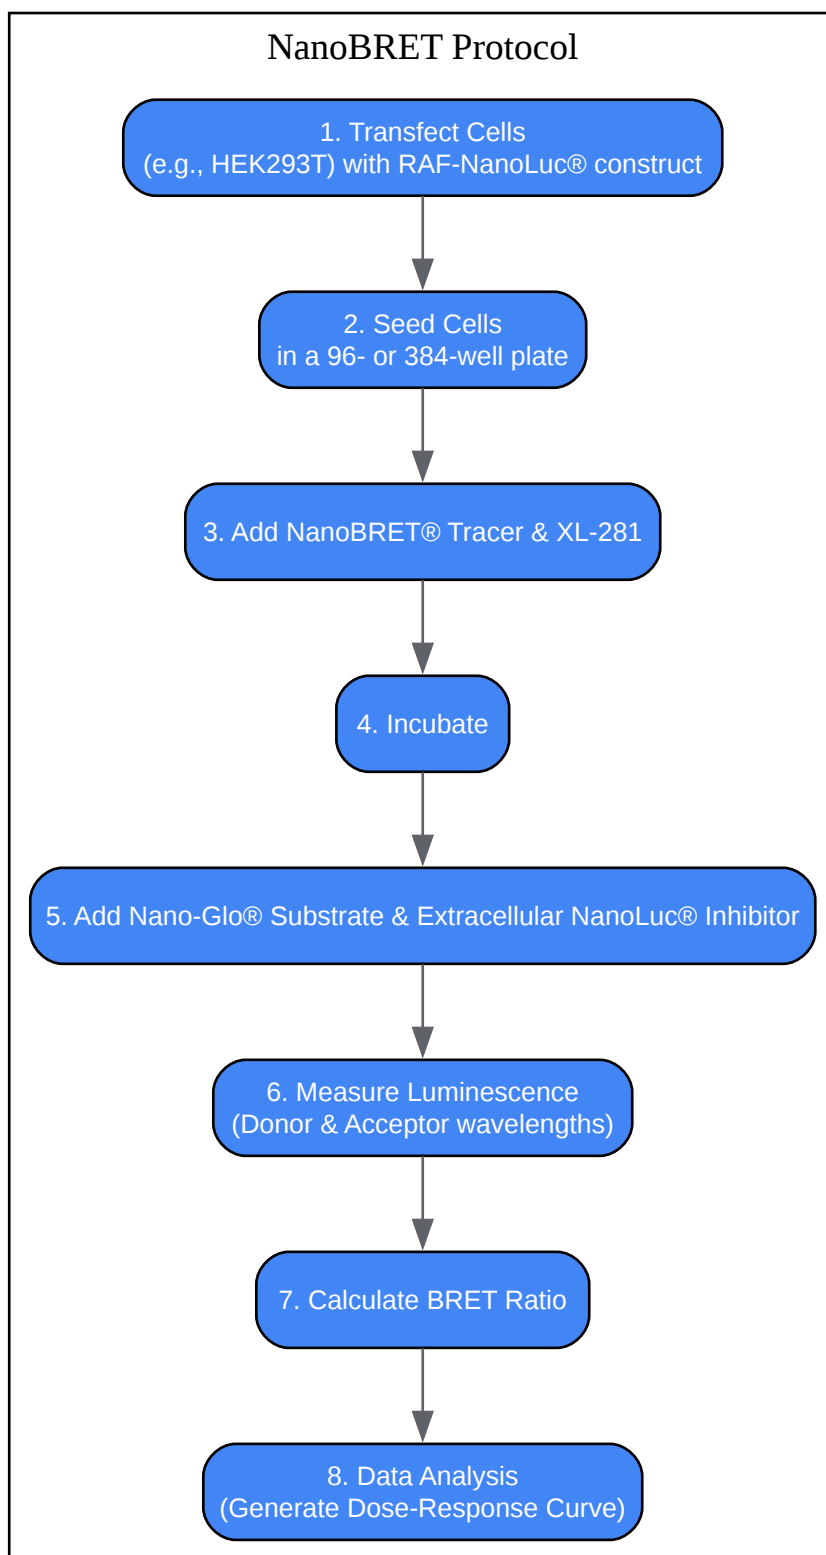 NanoBRET Protocol
1. Transfect Cells
(e.g., HEK293T) with RAF-NanoLuc® construct
2. Seed Cells
in a 96- or 384-well plate
3. Add NanoBRET® Tracer & XL-281
4. Incubate
5. Add Nano-Glo® Substrate & Extracellular NanoLuc® Inhibitor
6. Measure Luminescence
(Donor & Acceptor wavelengths)
7. Calculate BRET Ratio
8. Data Analysis
(Generate Dose-Response Curve)